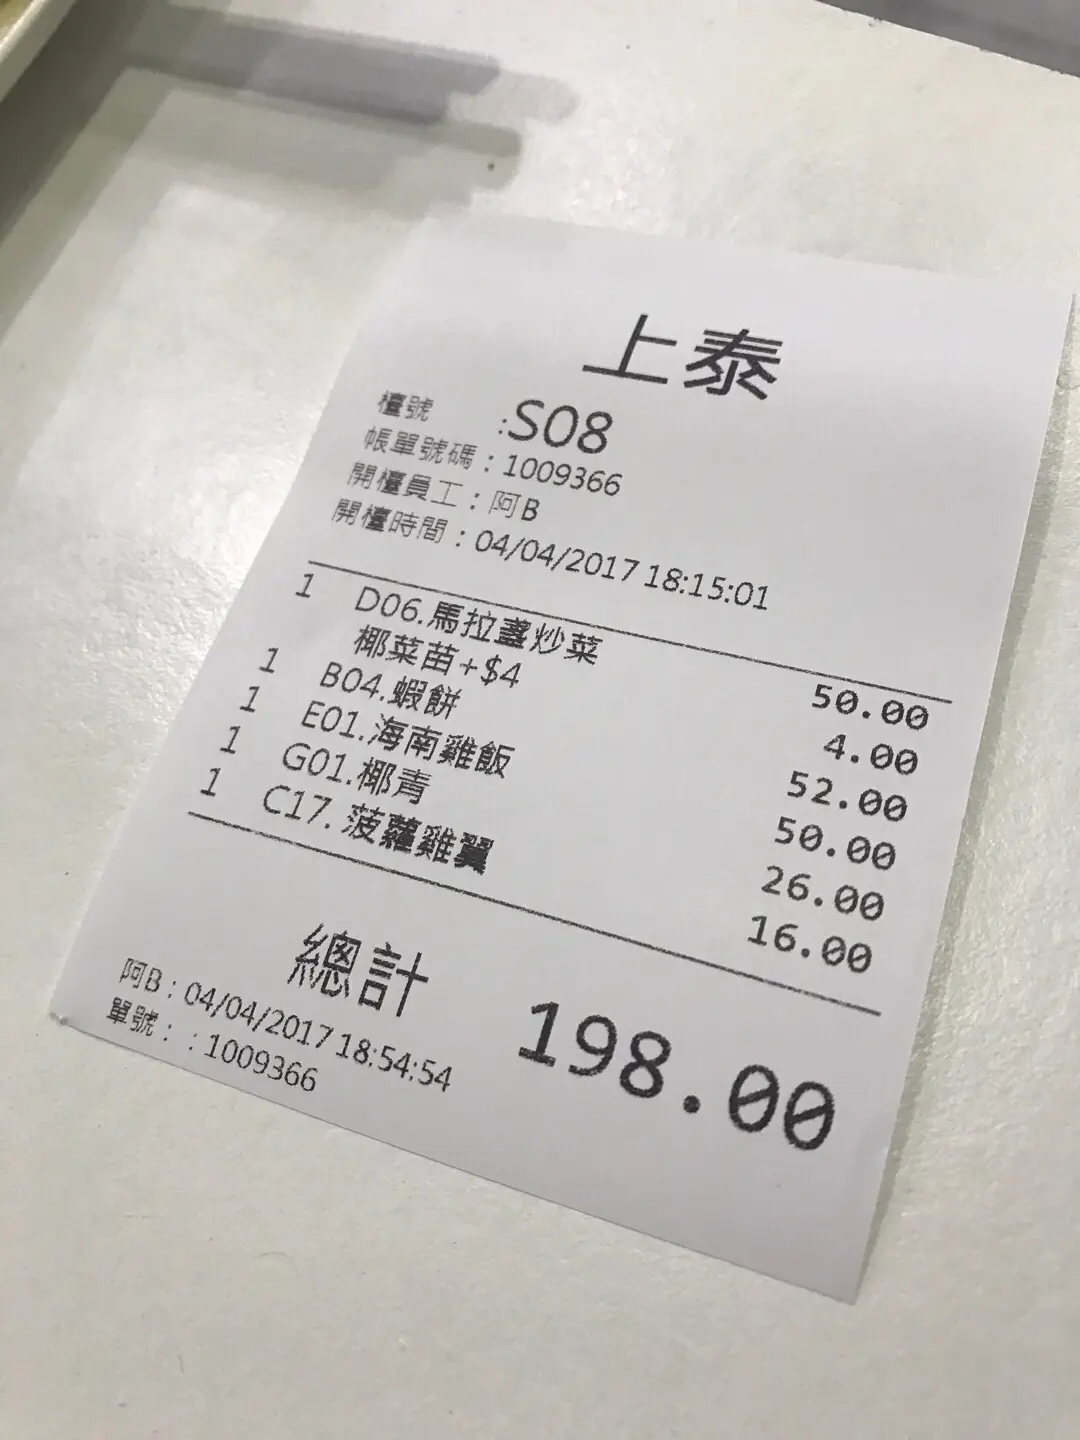 上泰
檯號 :S08
帳單號碼 : 1009366
開檯員工 : 阿B
開檯時間 : 04/04/2017 18:15:01
1 D06.馬拉盞炒菜 50.00
椰菜苗+$4 4.00
1 B04.蝦餅 52.00
1 E01.海南雞飯 50.00
1 G01.椰青 26.00
1 C17. 菠蘿雞翼 16.00
總計 198.00
阿B : 04/04/2017 18:54:54
單號 : : 1009366